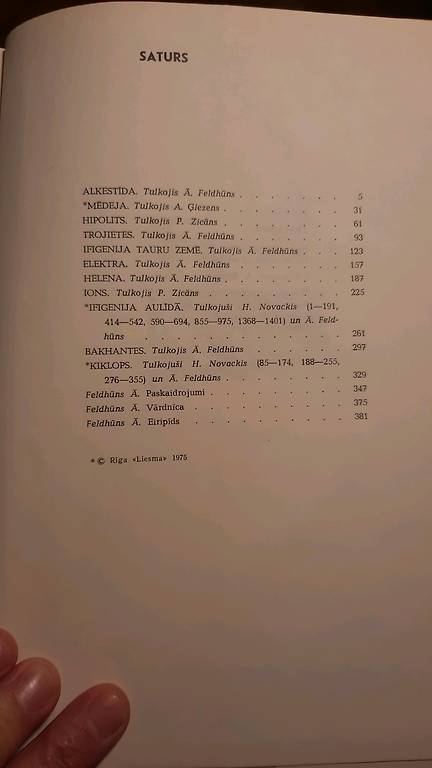 SATURS
ALKESTĪDA. Tulkojis Ā. Feldhūns . . . . . . . 5
*MĒDEJA. Tulkojis A. Ģiezens . . . . . . . . 31
HIPOLITS. Tulkojis P. Zicāns . . . . . . . . 61
TROJIETES. Tulkojis Ā. Feldhūns . . . . . . . 93
IFIGENIJA TAURU ZEMĒ. Tulkojis Ā. Feldhūns . . . 123
ELEKTRA. Tulkojis Ā. Feldhūns . . . . . . . 157
HELENA. Tulkojis Ā. Feldhūns . . . . . . . 187
IONS. Tulkojis P. Zicāns . . . . . . . . . 225
*IFIGENIJA AULĪDĀ. Tulkojuši H. Novackis (1—191,
414—542, 590—694, 855—975, 1368—1401) un Ā. Feld-
hūns . . . . . . . . . . . 261
BAKHANTES. Tulkojis Ā. Feldhūns . . . . . . 297
*KIKLOPS. Tulkojuši H. Novackis (85—174, 188—255,
276—355) un Ā. Feldhūns . . . . . . . . 329
Feldhūns Ā. Paskaidrojumi . . . . . . . . 347
Feldhūns Ā. Vārdnīca . . . . . . . . . 375
Feldhūns Ā. Eiripīds . . . . . . . . . 381
* © Rīga «Liesma» 1975